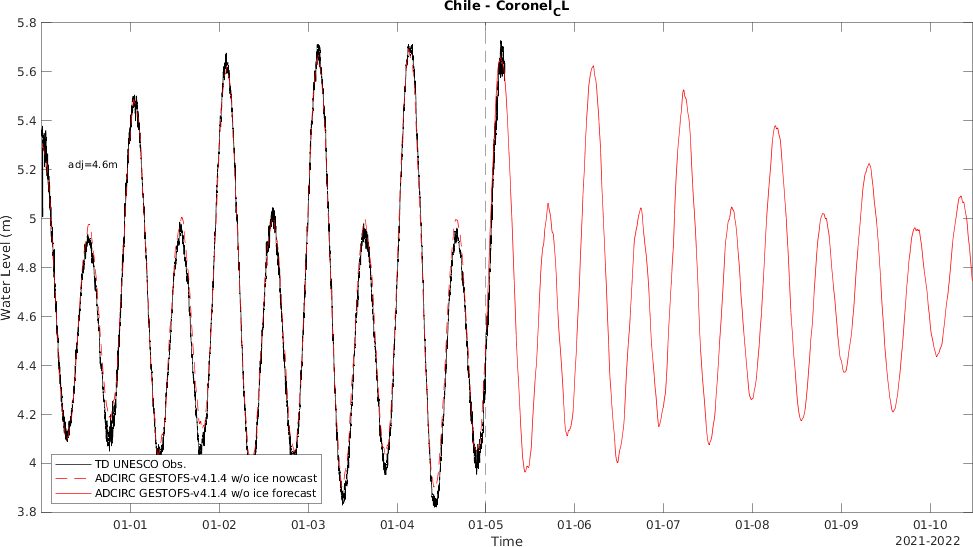 Chile - Coronel_CL
5.8
5.6
5.4
5.2
5
4.8
4.6
4.4
4.2
4
3.8
Water Level (m)
adj=4.6m
TD UNESCO Obs.
ADCIRC GESTOFS-v4.1.4 w/o ice nowcast
ADCIRC GESTOFS-v4.1.4 w/o ice forecast
01-01 01-02 01-03 01-04 01-05 01-06 01-07 01-08 01-09 01-10
Time
2021-2022